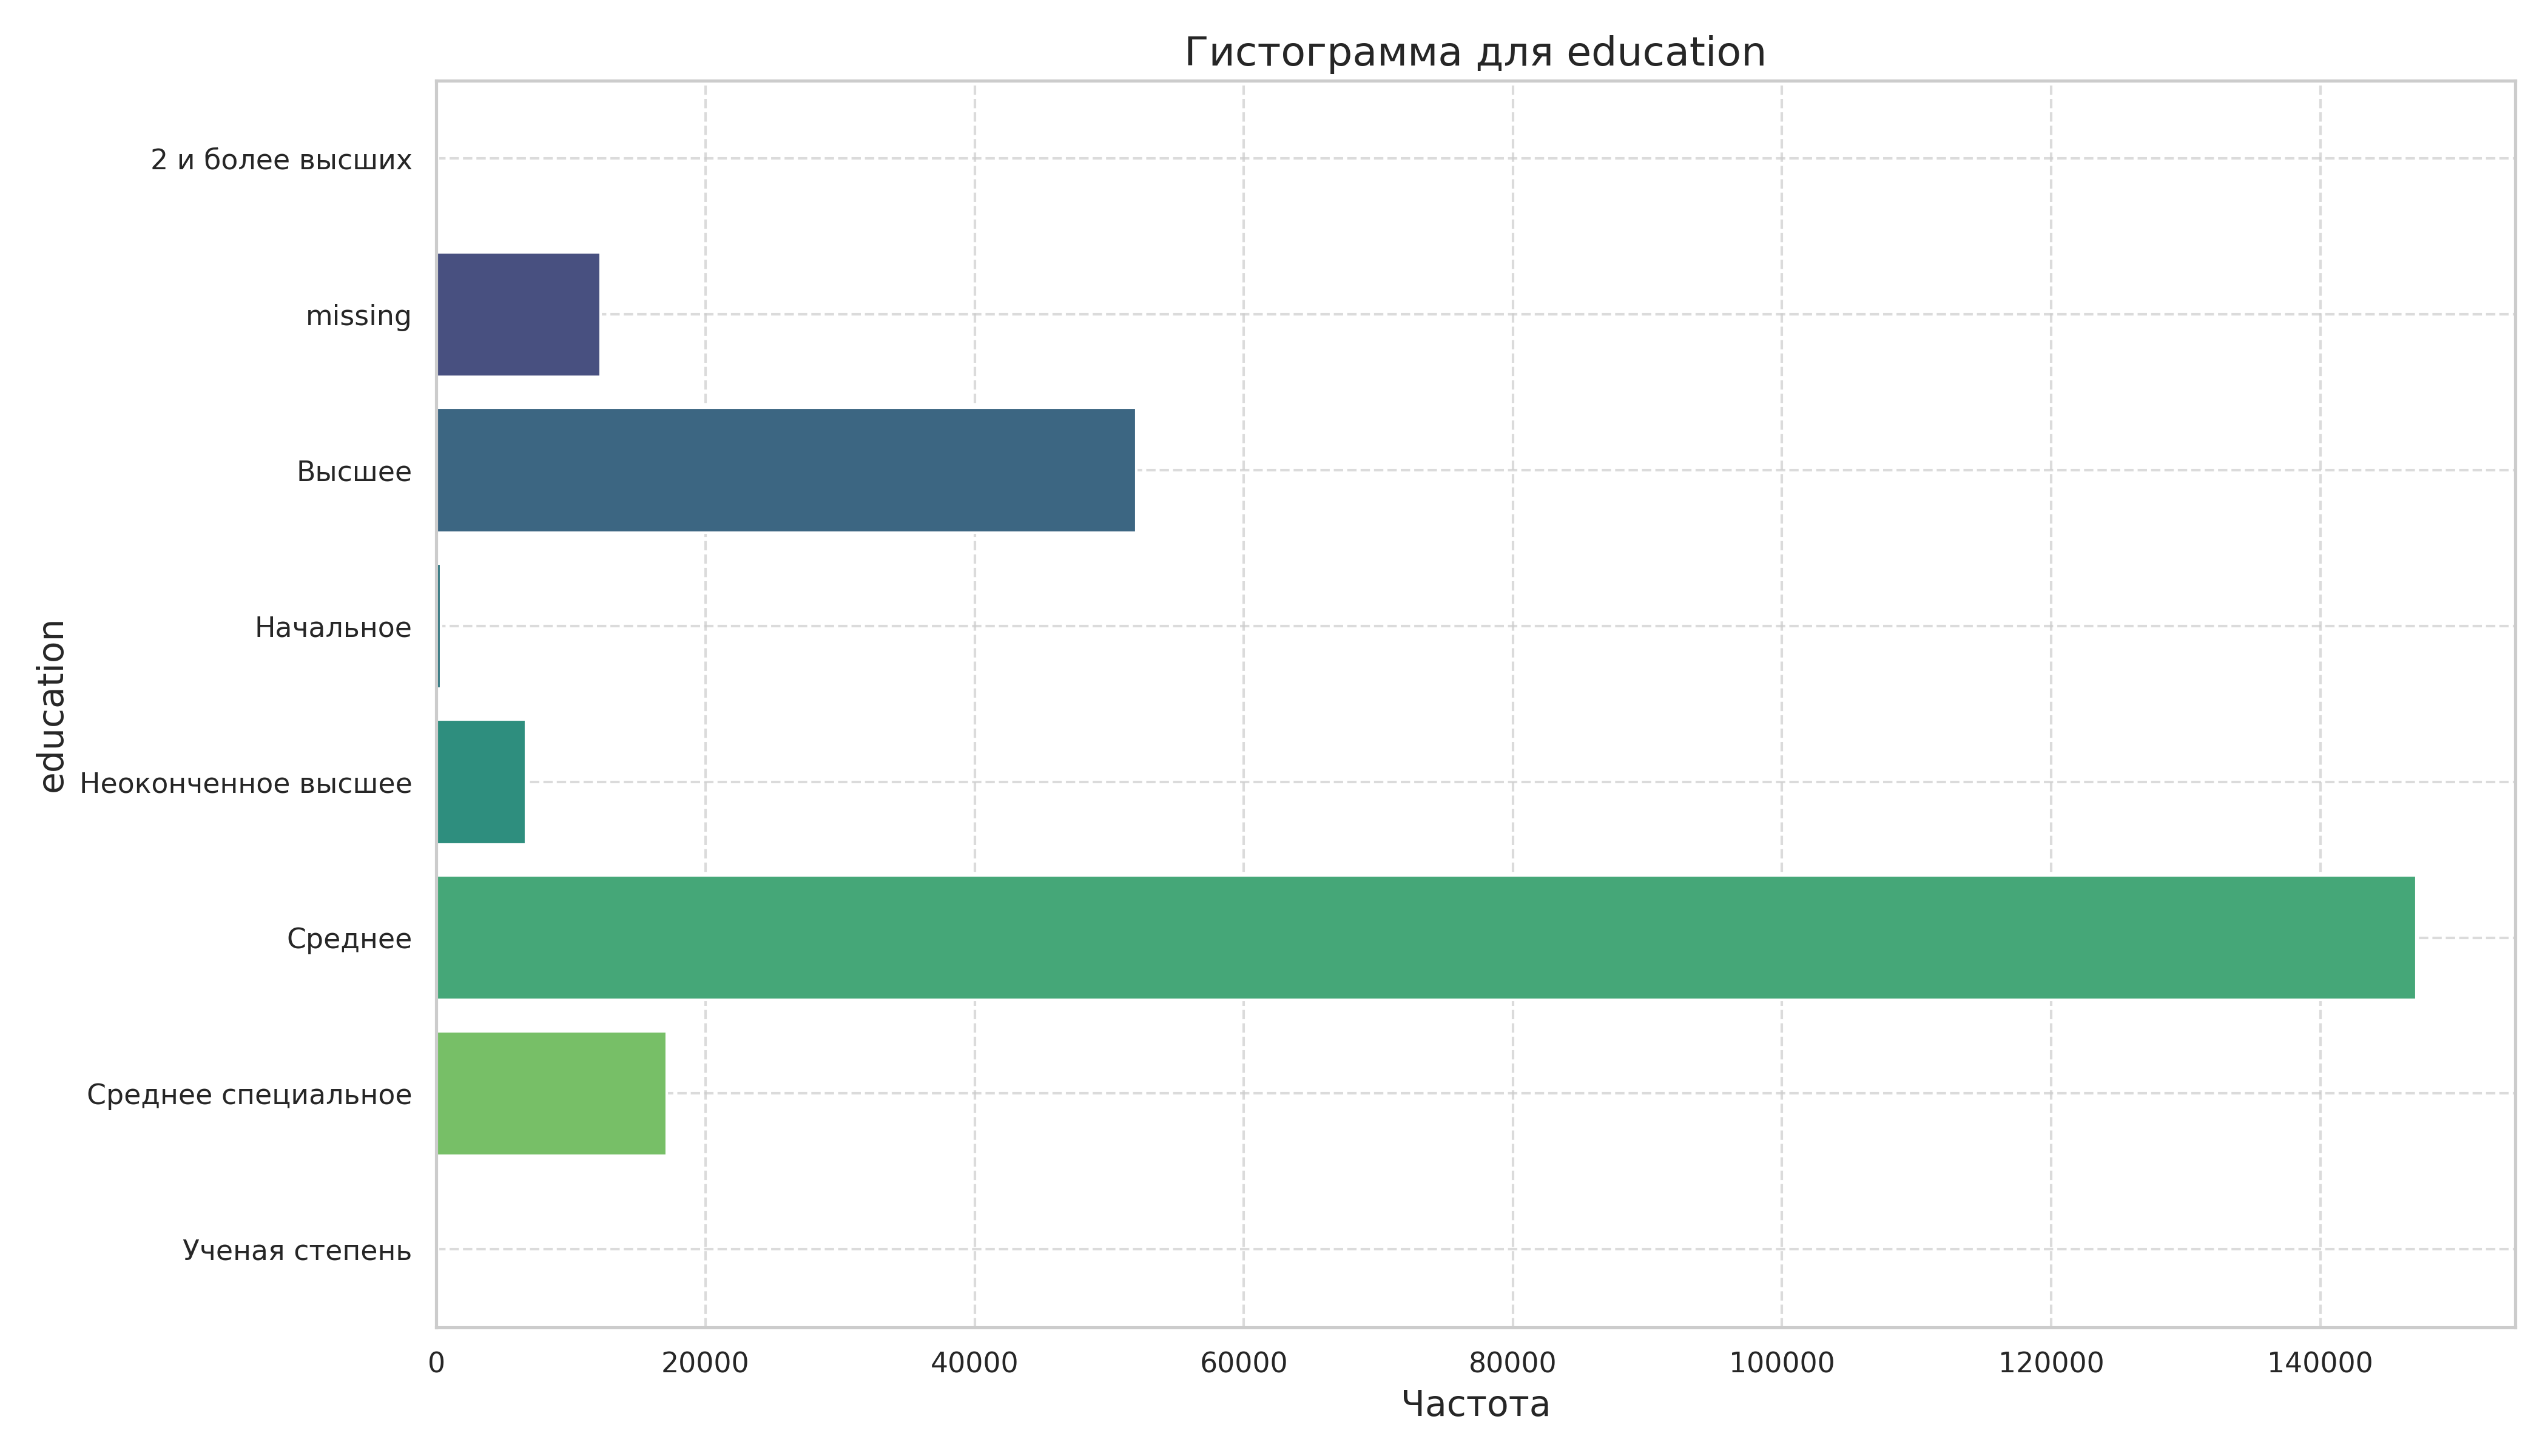 Гистограмма для education
2 и более высших
missing
Высшее
Начальное
Неоконченное высшее
Среднее
Среднее специальное
Ученая степень
education
0 20000 40000 60000 80000 100000 120000 140000
Частота